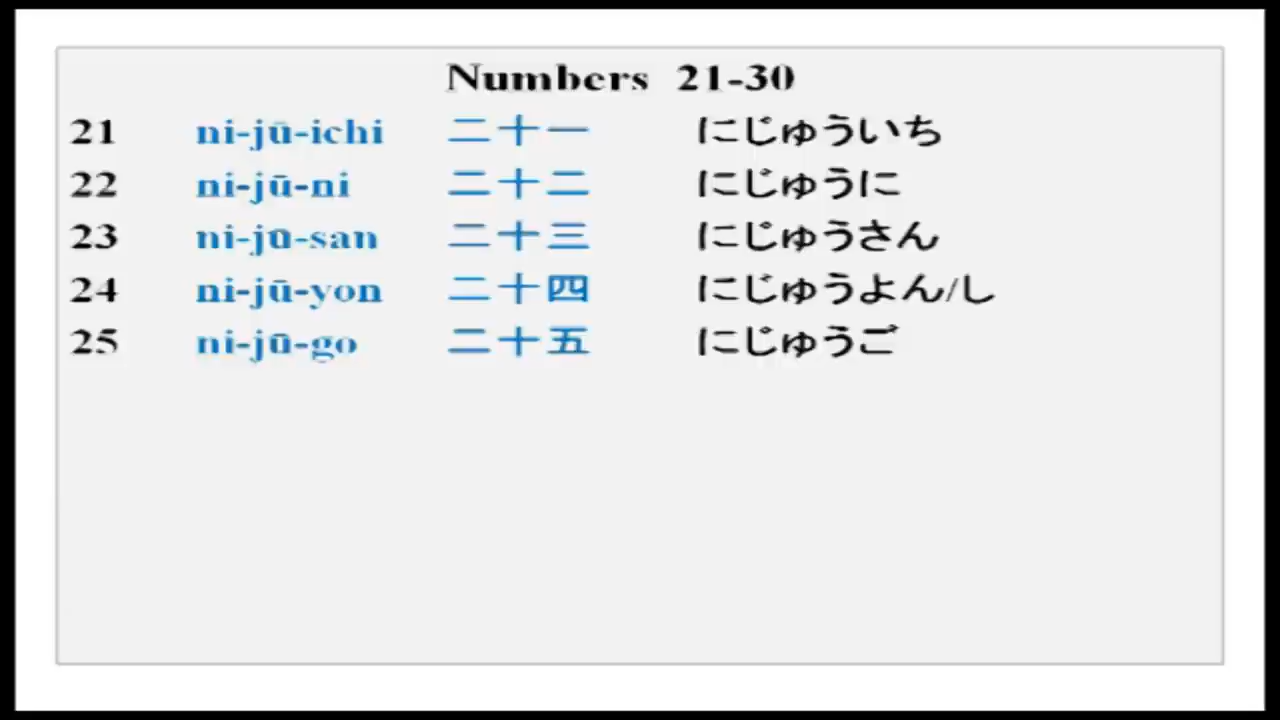 Numbers 21-30
21 ni-jū-ichi 二十一 にじゅういち
22 ni-jū-ni 二十二 にじゅうに
23 ni-jū-san 二十三 にじゅうさん
24 ni-jū-yon 二十四 にじゅうよん/し
25 ni-jū-go 二十五 にじゅうご